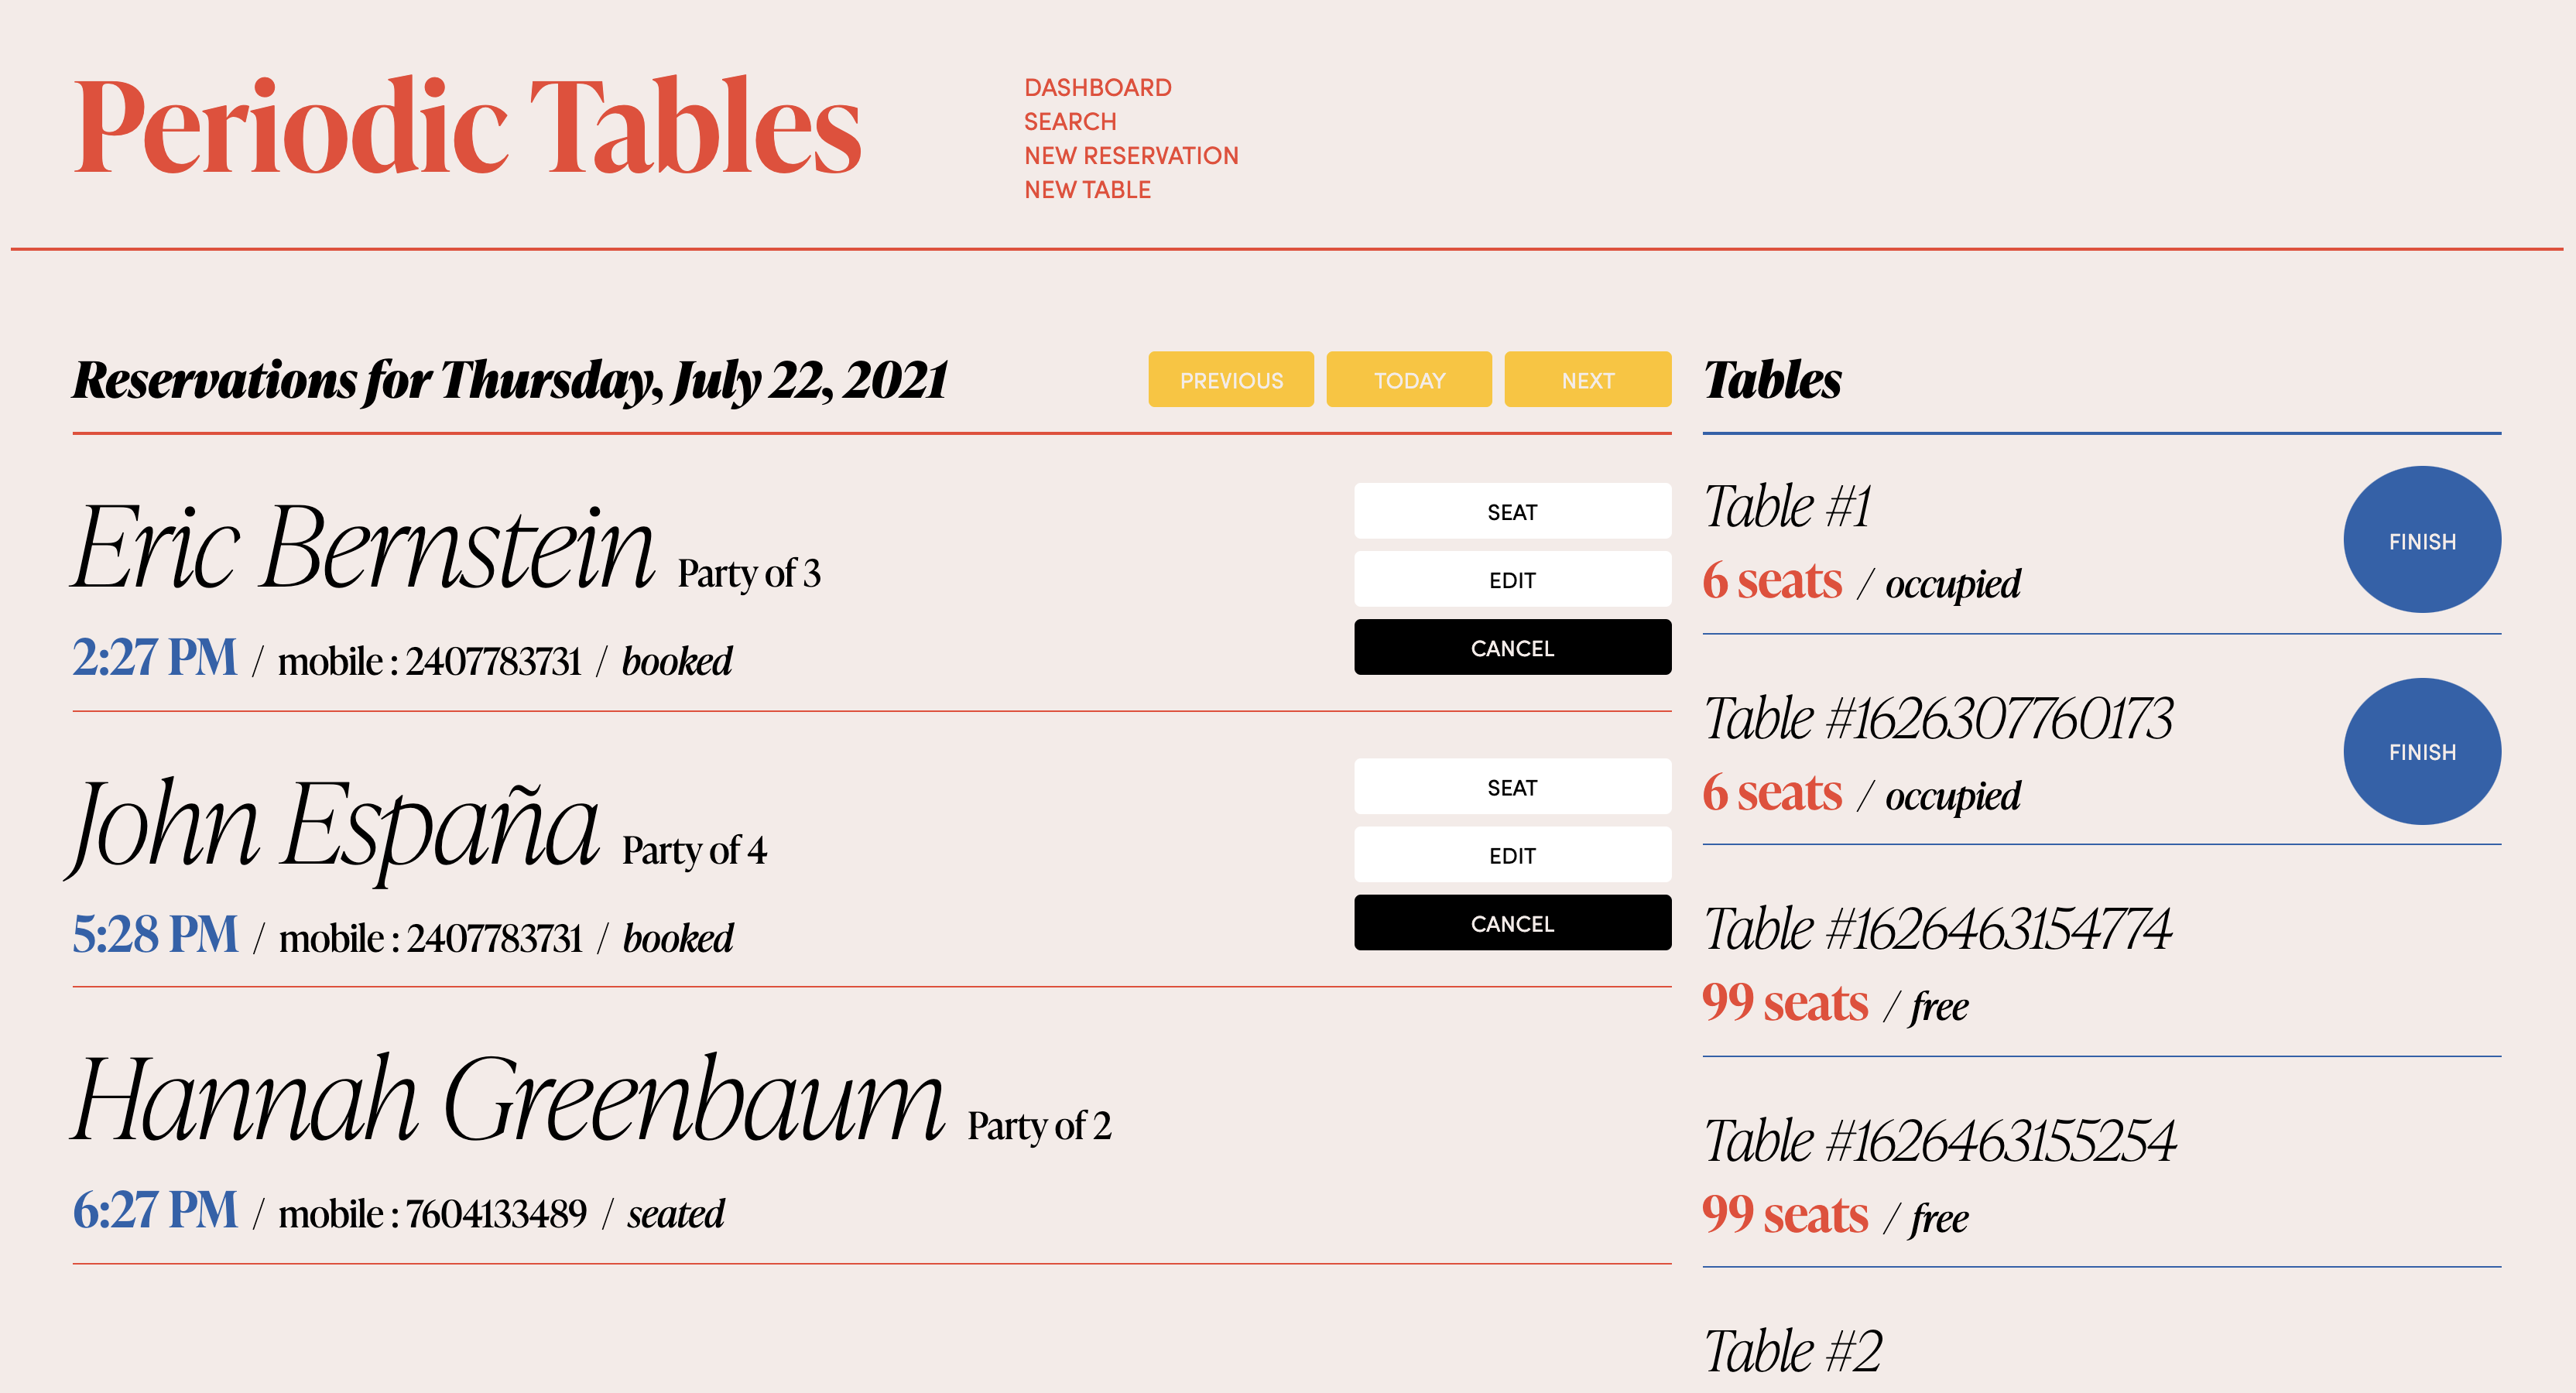 Periodic Tables
DASHBOARD
SEARCH
NEW RESERVATION
NEW TABLE
Reservations for Thursday, July 22, 2021
PREVIOUS
TODAY
NEXT
Eric Bernstein Party of 3
2:27 PM / mobile : 2407783731 / booked
SEAT
EDIT
CANCEL
John España Party of 4
5:28 PM / mobile : 2407783731 / booked
SEAT
EDIT
CANCEL
Hannah Greenbaum Party of 2
6:27 PM / mobile : 7604133489 / seated
Tables
Table #1
6 seats / occupied
FINISH
Table #1626307760173
6 seats / occupied
FINISH
Table #1626463154774
99 seats / free
Table #1626463155254
99 seats / free
Table #2